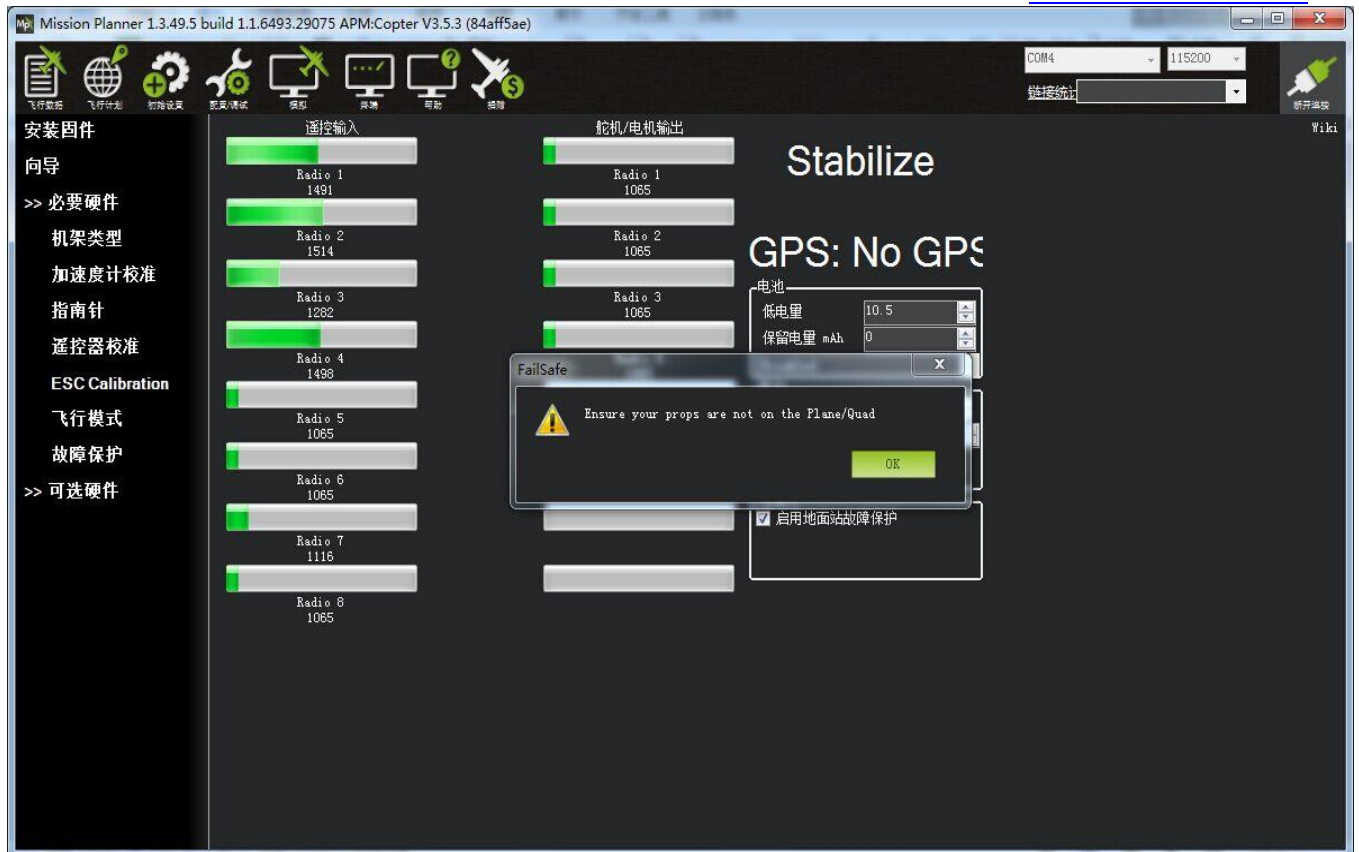 Mission Planner 1.3.49.5 build 1.1.6493.29075 APM:Copter V3.5.3 (84aff5ae)
飞行数据 飞行计划 初始设置 配置/调试 模拟 终端 帮助 捐赠
COM4 115200
链接统计
断开连接
安装固件
向导
>> 必要硬件
机架类型
加速度计校准
指南针
遥控器校准
ESC Calibration
飞行模式
故障保护
>> 可选硬件
遥控输入
Radio 1
1491
Radio 2
1514
Radio 3
1282
Radio 4
1498
Radio 5
1065
Radio 6
1065
Radio 7
1116
Radio 8
1065
舵机/电机输出
Radio 1
1065
Radio 2
1065
Radio 3
1065
Stabilize
GPS: No GPS
电池
低电量 10.5
保留电量 mAh 0
FailSafe
Ensure your props are not on the Plane/Quad
OK
启用地面站故障保护
Wiki